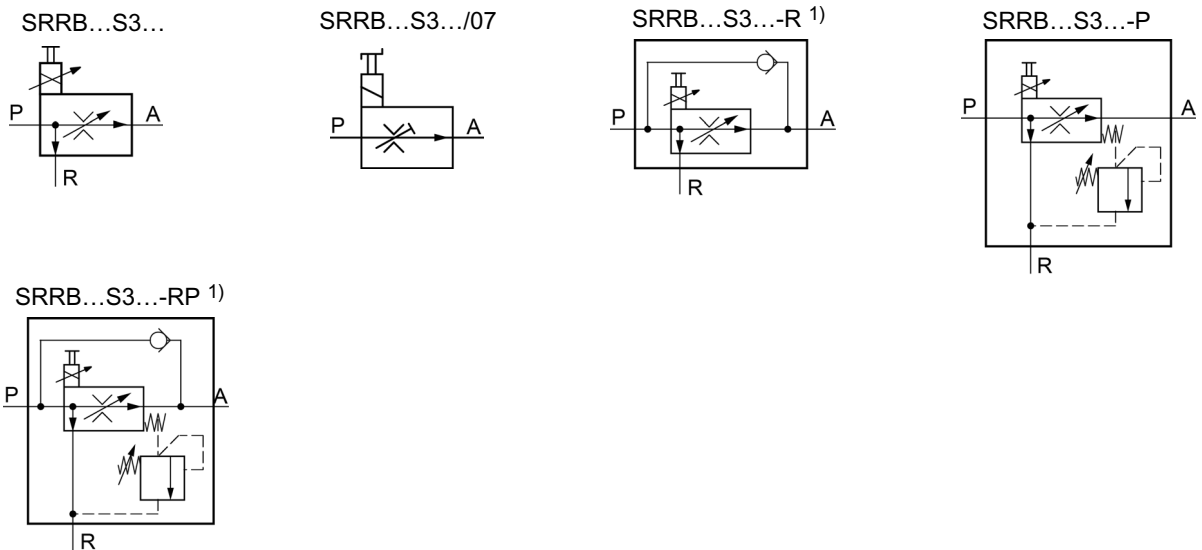 SRRB…S3…
P
A
R
SRRB…S3…/07
P
A
SRRB…S3…-R 1)
P
A
R
SRRB…S3…-P
P
A
R
SRRB…S3…-RP 1)
P
A
R